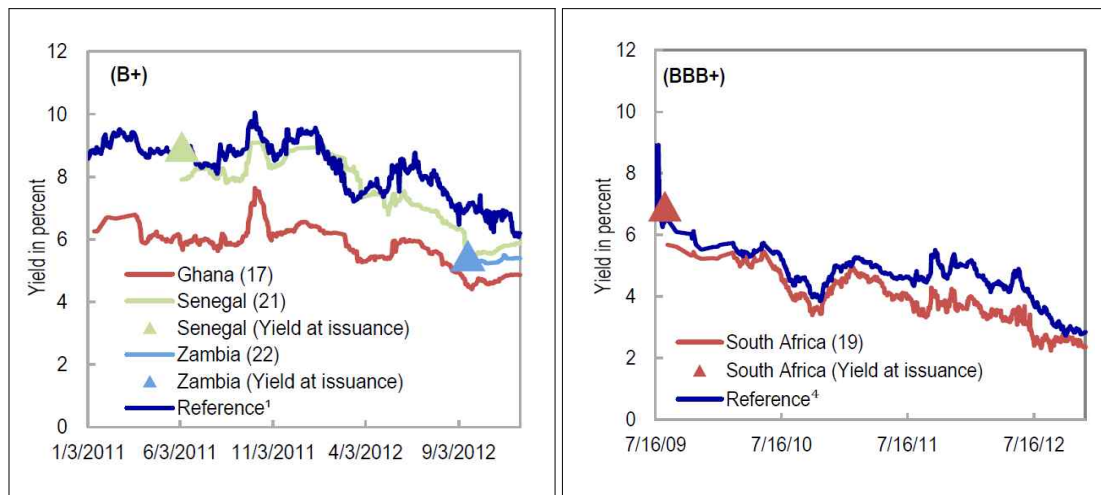 12
10
8
6
4
2
0
Yield in percent
(B+)
Ghana (17)
Senegal (21)
Senegal (Yield at issuance)
Zambia (22)
Zambia (Yield at issuance)
Reference¹
1/3/2011 6/3/2011 11/3/2011 4/3/2012 9/3/2012
12
10
8
6
4
2
0
Yield in percent
(BBB+)
South Africa (19)
South Africa (Yield at issuance)
Reference⁴
7/16/09 7/16/10 7/16/11 7/16/12